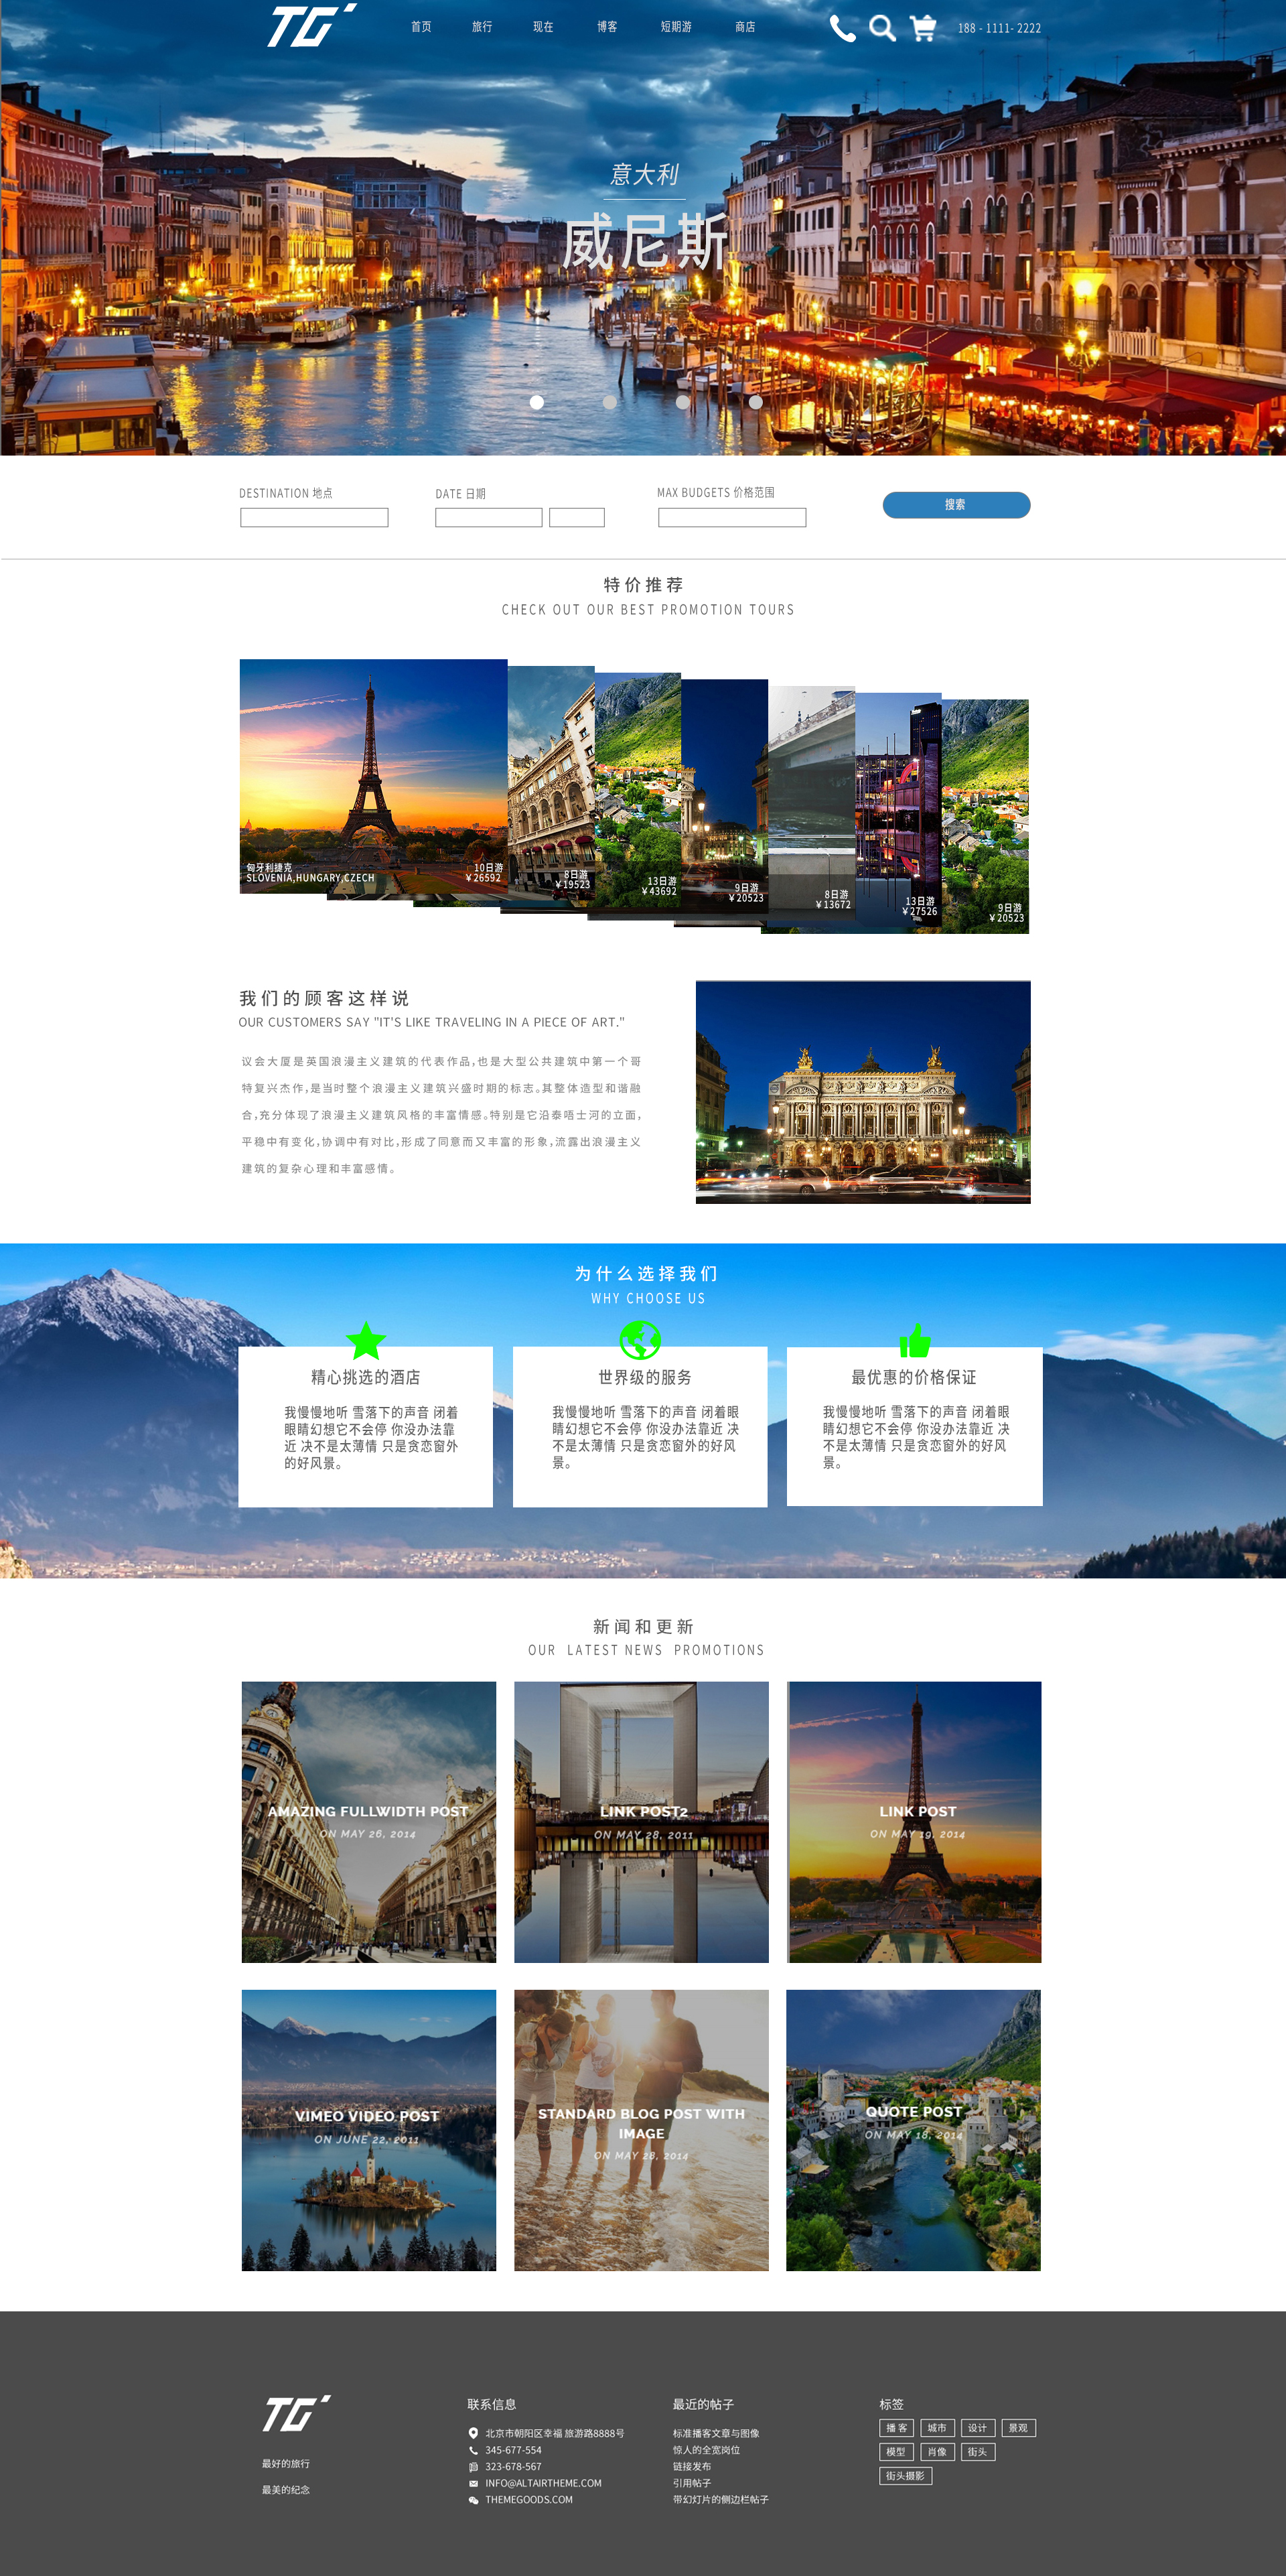 TG
首页 旅行 现在 博客 短期游 商店
188 - 1111- 2222
意大利
威尼斯
DESTINATION 地点
DATE 日期
MAX BUDGETS 价格范围
搜索
特价推荐
CHECK OUT OUR BEST PROMOTION TOURS
匈牙利捷克
SLOVENIA,HUNGARY,CZECH
10日游
￥26592
8日游
￥19523
13日游
￥43692
9日游
￥20523
8日游
￥13672
13日游
￥27526
9日游
￥20523
我们的顾客这样说
OUR CUSTOMERS SAY "IT'S LIKE TRAVELING IN A PIECE OF ART."
议会大厦是英国浪漫主义建筑的代表作品,也是大型公共建筑中第一个哥
特复兴杰作,是当时整个浪漫主义建筑兴盛时期的标志。其整体造型和谐融
合,充分体现了浪漫主义建筑风格的丰富情感。特别是它沿泰唔士河的立面,
平稳中有变化,协调中有对比,形成了同意而又丰富的形象,流露出浪漫主义
建筑的复杂心理和丰富感情。
为什么选择我们
WHY CHOOSE US
精心挑选的酒店
我慢慢地听 雪落下的声音 闭着
眼睛幻想它不会停 你没办法靠
近 决不是太薄情 只是贪恋窗外
的好风景。
世界级的服务
我慢慢地听 雪落下的声音 闭着眼
睛幻想它不会停 你没办法靠近 决
不是太薄情 只是贪恋窗外的好风
景。
最优惠的价格保证
我慢慢地听 雪落下的声音 闭着眼
睛幻想它不会停 你没办法靠近 决
不是太薄情 只是贪恋窗外的好风
景。
新闻和更新
OUR LATEST NEWS PROMOTIONS
AMAZING FULLWIDTH POST
ON MAY 26, 2014
LINK POST2
ON MAY 28, 2011
LINK POST
ON MAY 19, 2014
VIMEO VIDEO POST
ON JUNE 22, 2011
STANDARD BLOG POST WITH
IMAGE
ON MAY 28, 2014
QUOTE POST
ON MAY 18, 2014
TG
最好的旅行
最美的纪念
联系信息
北京市朝阳区幸福 旅游路8888号
345-677-554
323-678-567
INFO@ALTAIRTHEME.COM
THEMEGOODS.COM
最近的帖子
标准播客文章与图像
惊人的全宽岗位
链接发布
引用帖子
带幻灯片的侧边栏帖子
标签
播 客 城市 设计 景观
模型 肖像 街头
街头摄影